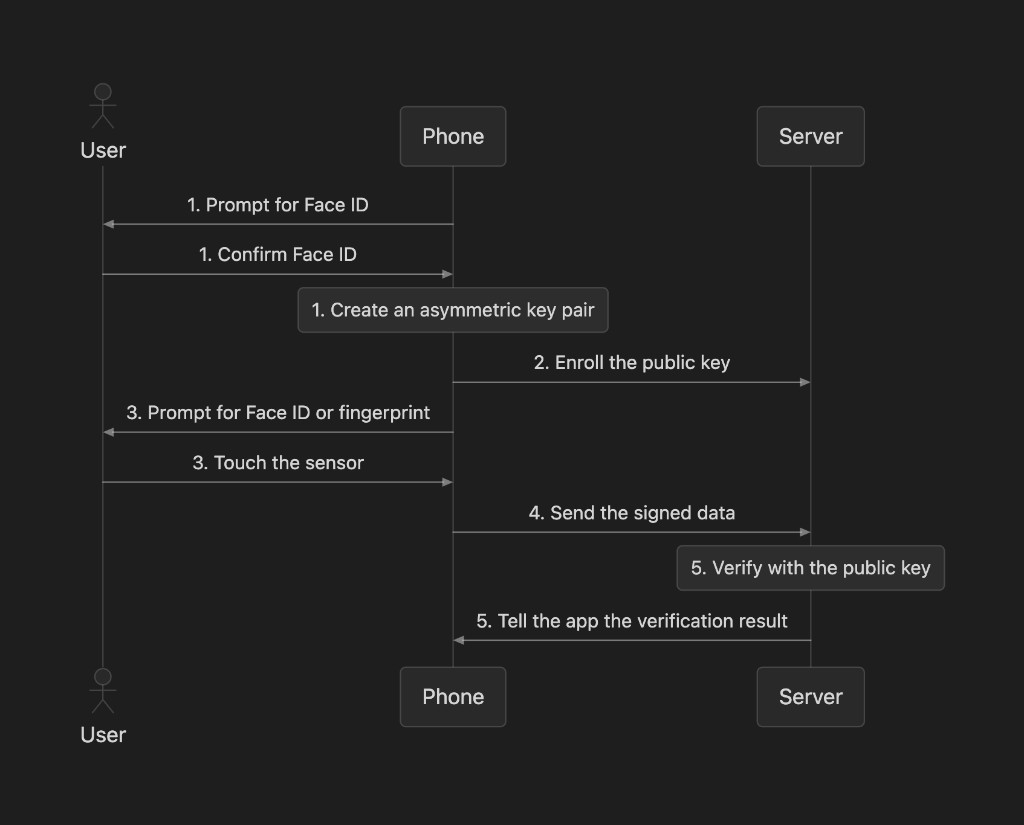 User
Phone
Server
1. Prompt for Face ID
1. Confirm Face ID
1. Create an asymmetric key pair
2. Enroll the public key
3. Prompt for Face ID or fingerprint
3. Touch the sensor
4. Send the signed data
5. Verify with the public key
5. Tell the app the verification result
Phone
Server
User